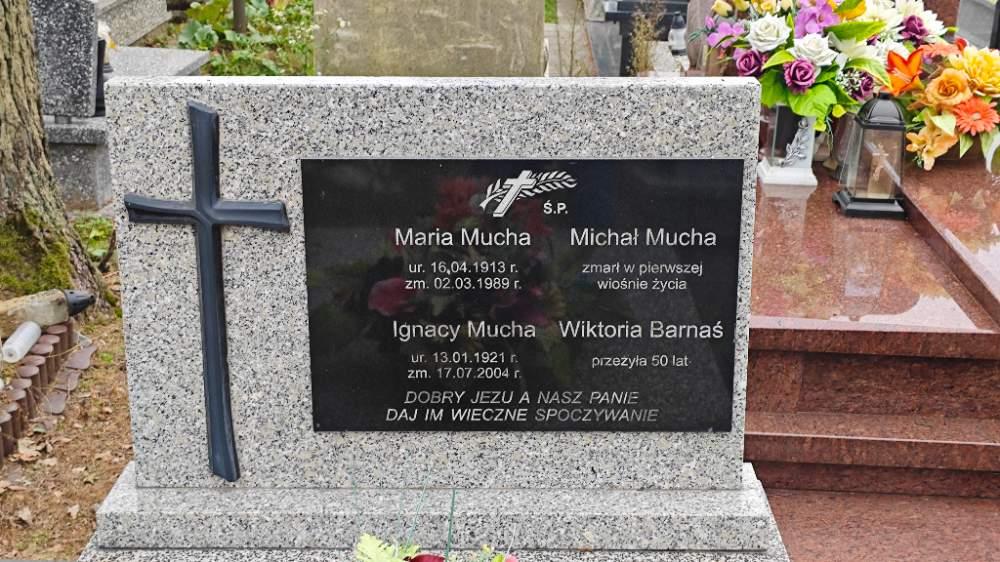 Ś.P.
Maria Mucha
ur. 16.04.1913 r.
zm. 02.03.1989 r.
Michał Mucha
zmarł w pierwszej
wiośnie życia
Ignacy Mucha
ur. 13.01.1921 r.
zm. 17.07.2004 r.
Wiktoria Barnaś
przeżyła 50 lat
DOBRY JEZU A NASZ PANIE
DAJ IM WIECZNE SPOCZYWANIE